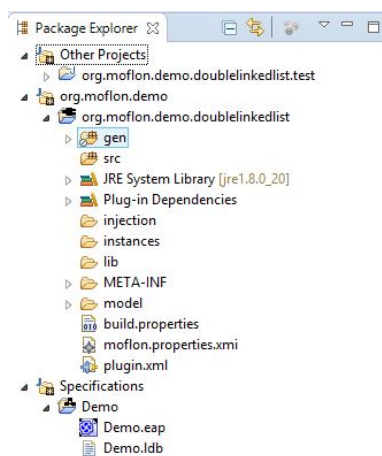 Package Explorer
Other Projects
org.moflon.demo.doublelinkedlist.test
org.moflon.demo
org.moflon.demo.doublelinkedlist
gen
src
JRE System Library [jre1.8.0_20]
Plug-in Dependencies
injection
instances
lib
META-INF
model
build.properties
moflon.properties.xmi
plugin.xml
Specifications
Demo
Demo.eap
Demo.ldb